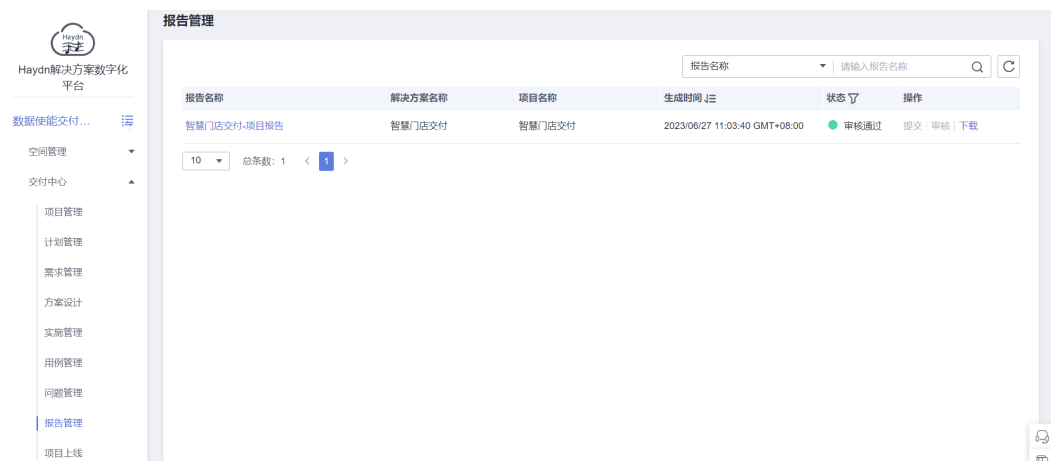 Haydn
Haydn解决方案数字化
平台
数据使能交付...
空间管理
交付中心
项目管理
计划管理
需求管理
方案设计
实施管理
用例管理
问题管理
报告管理
项目上线
报告管理
报告名称 请输入报告名称
报告名称 解决方案名称 项目名称 生成时间 状态 操作
智慧门店交付-项目报告 智慧门店交付 智慧门店交付 2023/06/27 11:03:40 GMT+08:00 审核通过 提交 审核 下载
10 总条数: 1 < 1 >